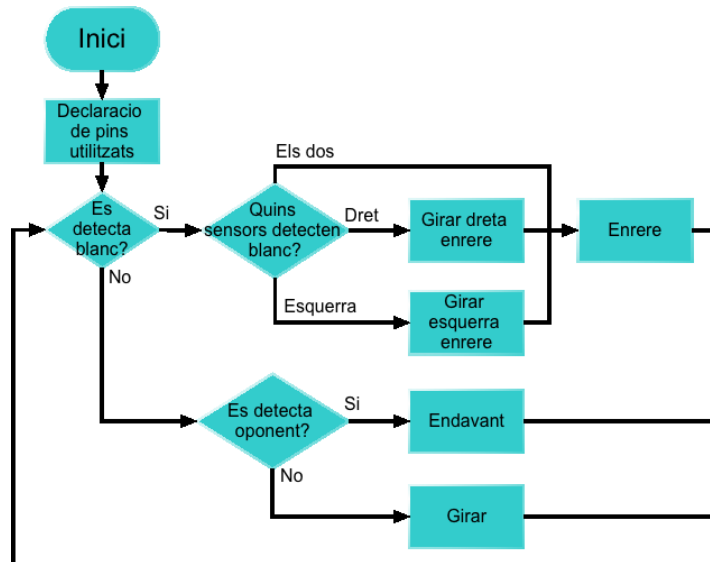 Inici
Declaracio
de pins
utilitzats
Es
detecta
blanc?
Si
No
Quins
sensors detecten
blanc?
Els dos
Dret
Esquerra
Girar dreta
enrere
Girar
esquerra
enrere
Enrere
Es detecta
oponent?
Si
No
Endavant
Girar